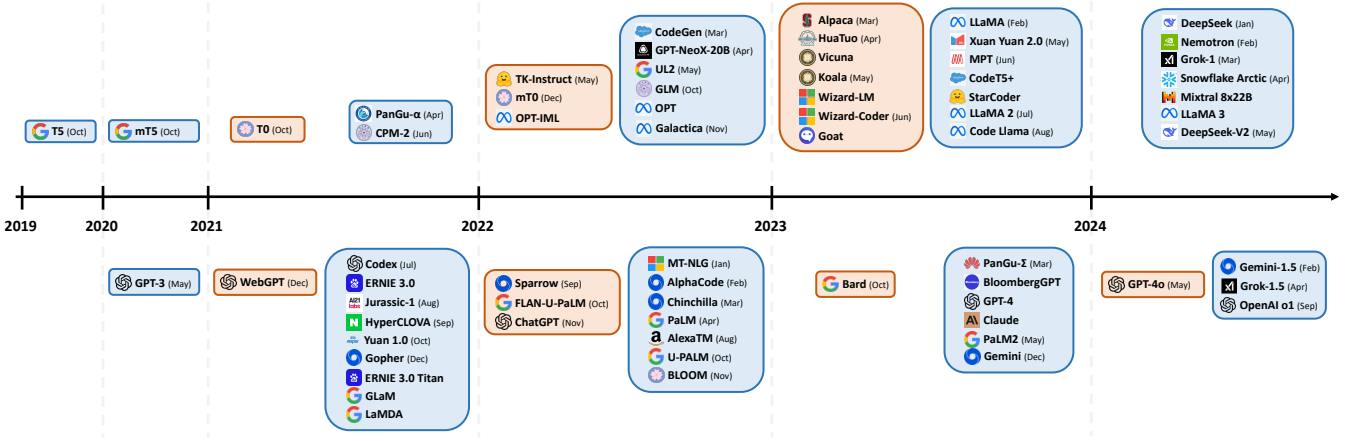 T5 (Oct)
mT5 (Oct)
T0 (Oct)
PanGu-α (Apr)
CPM-2 (Jun)
TK-Instruct (May)
mT0 (Dec)
OPT-IML
CodeGen (Mar)
GPT-NeoX-20B (Apr)
UL2 (May)
GLM (Oct)
OPT
Galactica (Nov)
Alpaca (Mar)
HuaTuo (Apr)
Vicuna
Koala (May)
Wizard-LM
Wizard-Coder (Jun)
Goat
LLaMA (Feb)
Xuan Yuan 2.0 (May)
MPT (Jun)
CodeT5+
StarCoder
LLaMA 2 (Jul)
Code Llama (Aug)
DeepSeek (Jan)
Nemotron (Feb)
Grok-1 (Mar)
Snowflake Arctic (Apr)
Mixtral 8x22B
LLaMA 3
DeepSeek-V2 (May)
2019
2020
2021
2022
2023
2024
GPT-3 (May)
WebGPT (Dec)
Codex (Jul)
ERNIE 3.0
AI21 labs Jurassic-1 (Aug)
HyperCLOVA (Sep)
Yuan 1.0 (Oct)
Gopher (Dec)
ERNIE 3.0 Titan
GLaM
LaMDA
Sparrow (Sep)
FLAN-U-PaLM (Oct)
ChatGPT (Nov)
MT-NLG (Jan)
AlphaCode (Feb)
Chinchilla (Mar)
PaLM (Apr)
AlexaTM (Aug)
U-PALM (Oct)
BLOOM (Nov)
Bard (Oct)
PanGu-Σ (Mar)
BloombergGPT
GPT-4
Claude
PaLM2 (May)
Gemini (Dec)
GPT-4o (May)
Gemini-1.5 (Feb)
Grok-1.5 (Apr)
OpenAI o1 (Sep)